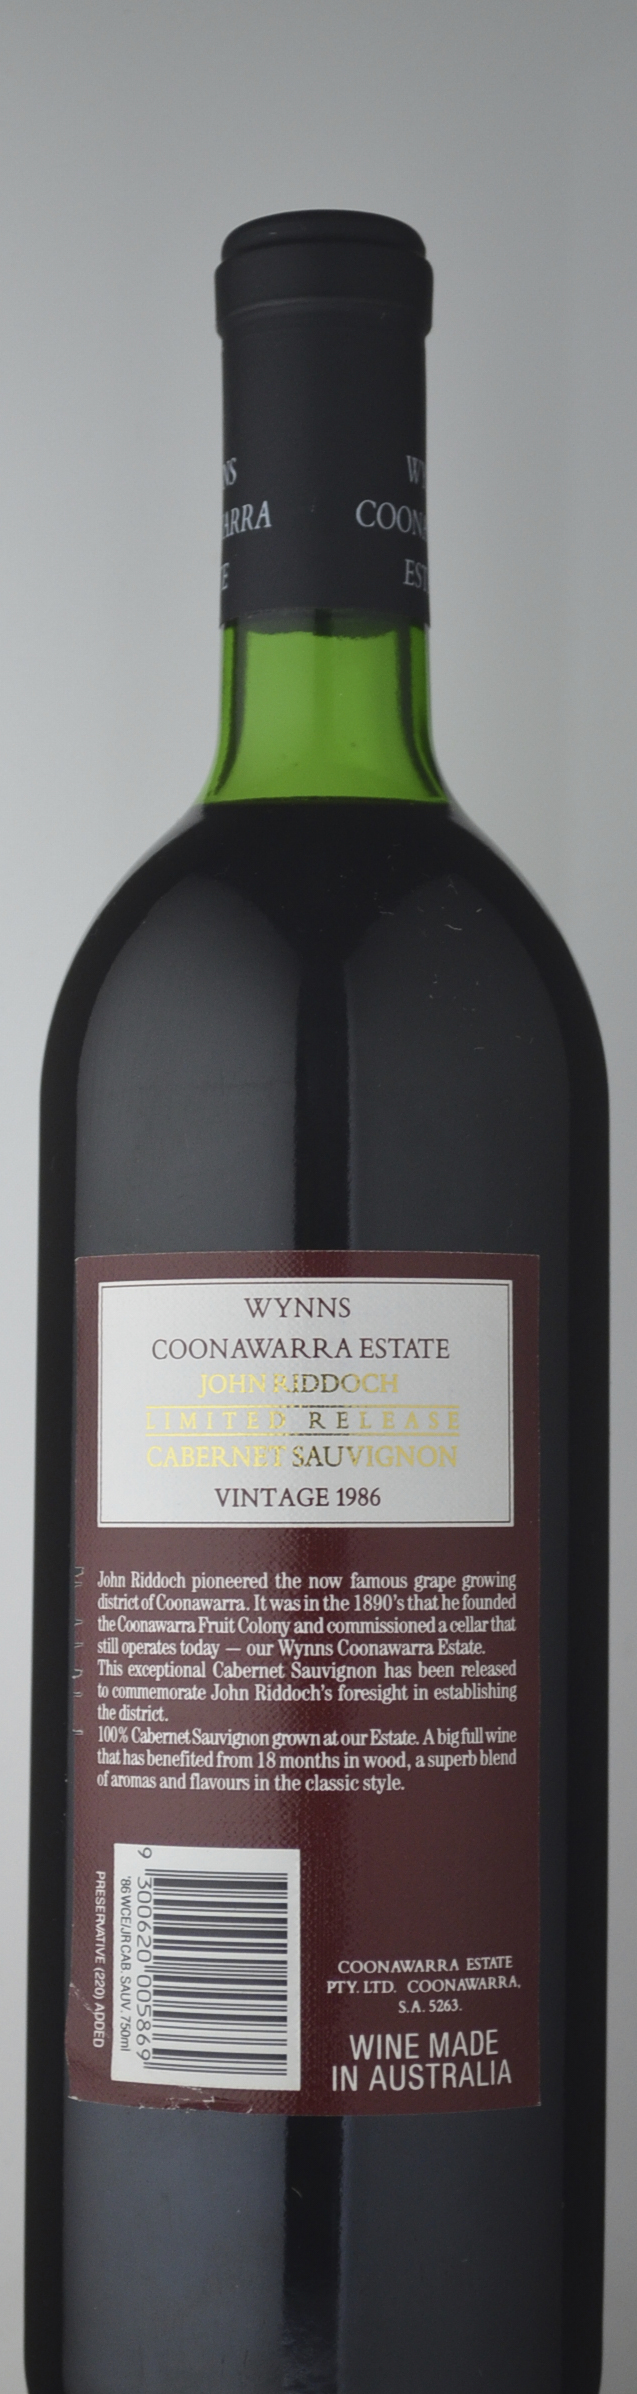 WYNNS
COONAWARRA ESTATE
JOHN RIDDOCH
LIMITED RELEASE
CABERNET SAUVIGNON
VINTAGE 1986
John Riddoch pioneered the now famous grape growing
district of Coonawarra. It was in the 1890's that he founded
the Coonawarra Fruit Colony and commissioned a cellar that
still operates today — our Wynns Coonawarra Estate.
This exceptional Cabernet Sauvignon has been released
to commemorate John Riddoch's foresight in establishing
the district.
100% Cabernet Sauvignon grown at our Estate. A big full wine
that has benefited from 18 months in wood, a superb blend
of aromas and flavours in the classic style.
9 300620 005869
'86 WCE/JR CAB. SAUV. 750ml
PRESERVATIVE (220) ADDED
COONAWARRA ESTATE
PTY. LTD. COONAWARRA,
S.A. 5263.
WINE MADE
IN AUSTRALIA